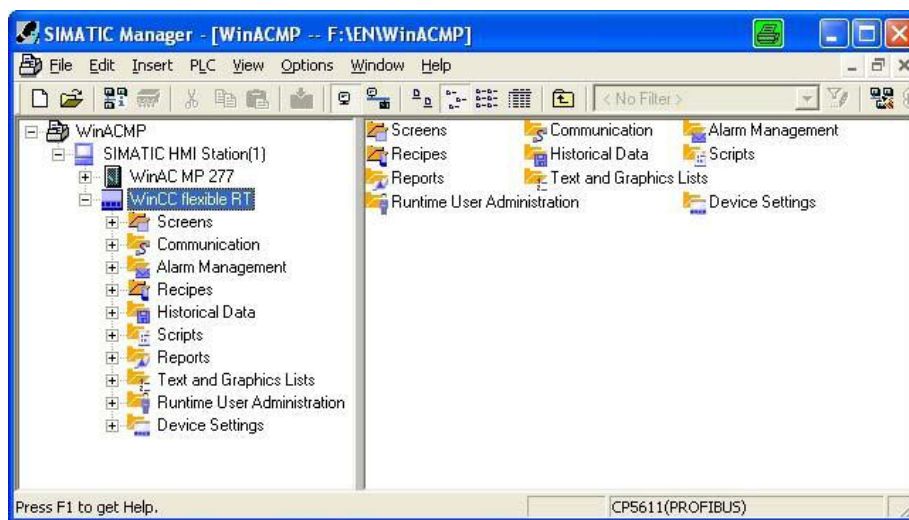 SIMATIC Manager - [WinACMP -- F:\EN\WinACMP]
File Edit Insert PLC View Options Window Help
< No Filter >
WinACMP
SIMATIC HMI Station(1)
WinAC MP 277
WinCC flexible RT
Screens
Communication
Alarm Management
Recipes
Historical Data
Scripts
Reports
Text and Graphics Lists
Runtime User Administration
Device Settings
Screens Communication Alarm Management
Recipes Historical Data Scripts
Reports Text and Graphics Lists
Runtime User Administration Device Settings
Press F1 to get Help. CP5611(PROFIBUS)